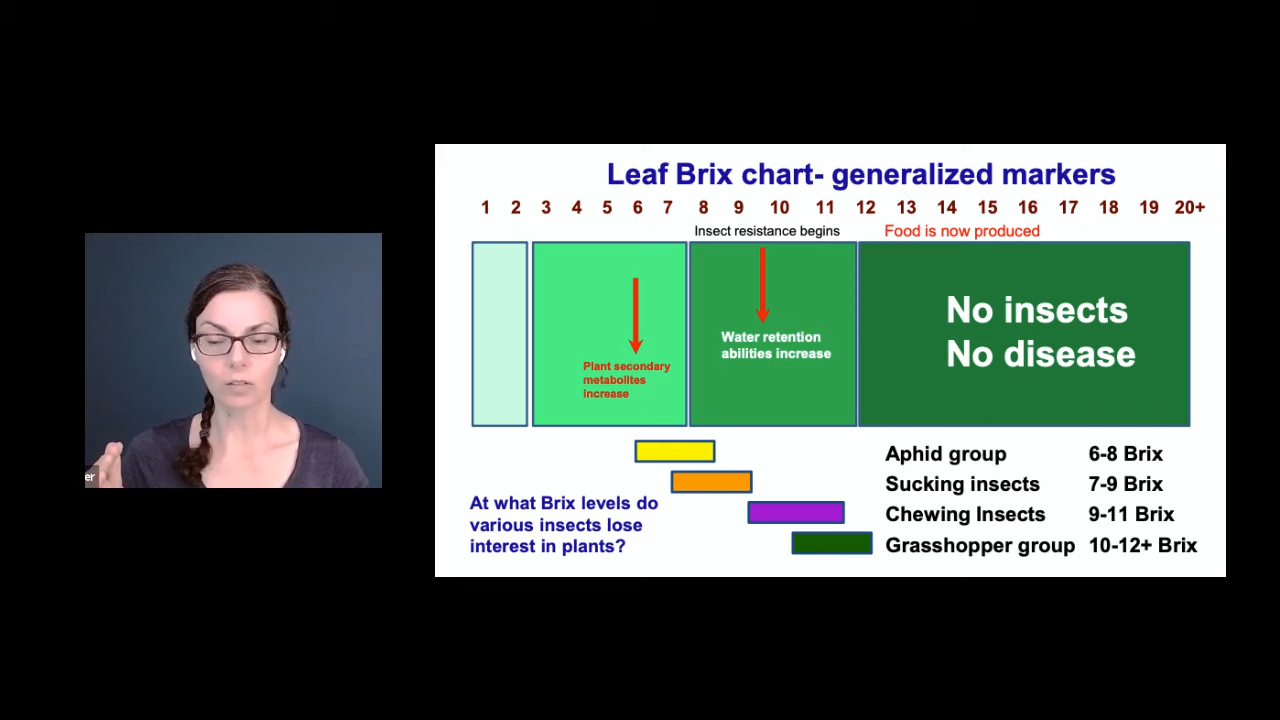 Leaf Brix chart- generalized markers
1 2 3 4 5 6 7 8 9 10 11 12 13 14 15 16 17 18 19 20+
Insect resistance begins
Food is now produced
No insects
No disease
Water retention
abilities increase
Plant secondary
metabolites
increase
At what Brix levels do
various insects lose
interest in plants?
Aphid group 6-8 Brix
Sucking insects 7-9 Brix
Chewing Insects 9-11 Brix
Grasshopper group 10-12+ Brix
er